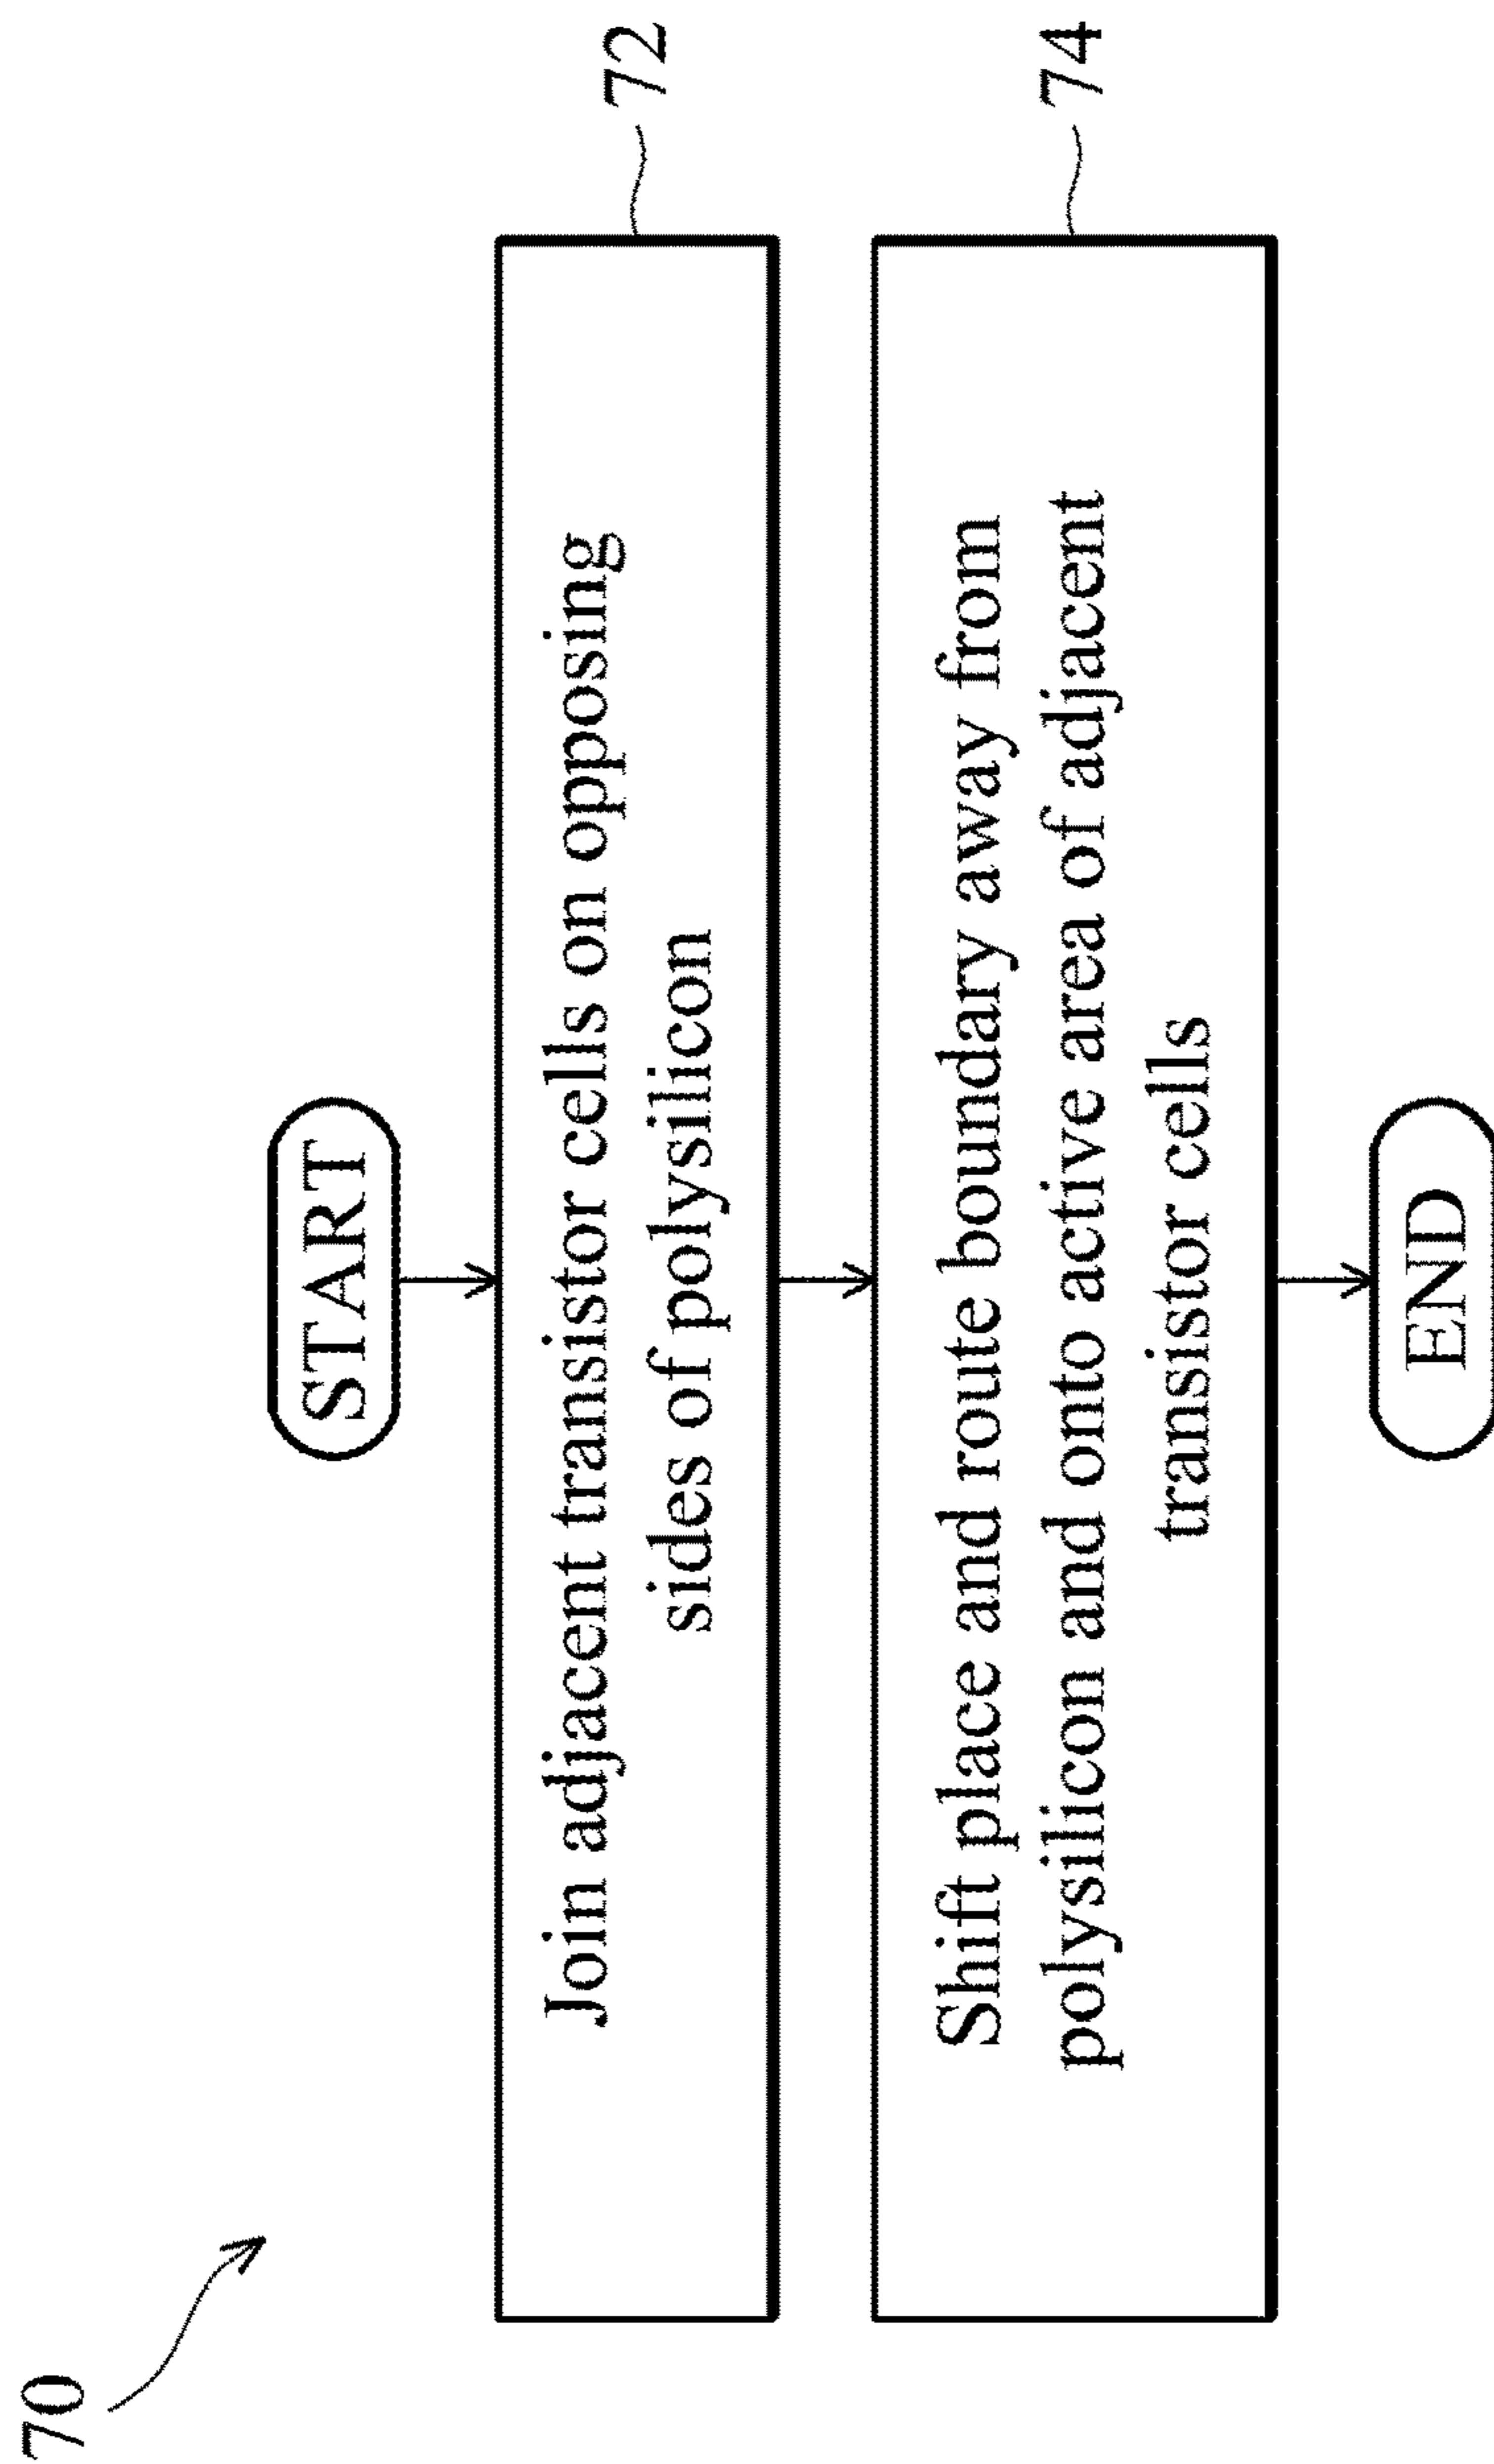 70
START
Join adjacent transistor cells on opposing
sides of polysilicon
72
Shift place and route boundary away from
polysilicon and onto active area of adjacent
transistor cells
74
END